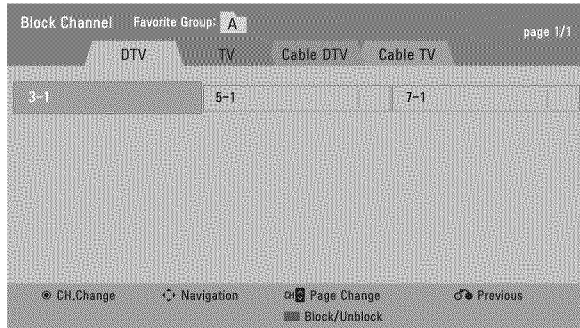 Block Channel Favorite Group: A page 1/1
DTV TV Cable DTV Cable TV
3-1 5-1 7-1
CH.Change Navigation CH Page Change Previous
Block/Unblock